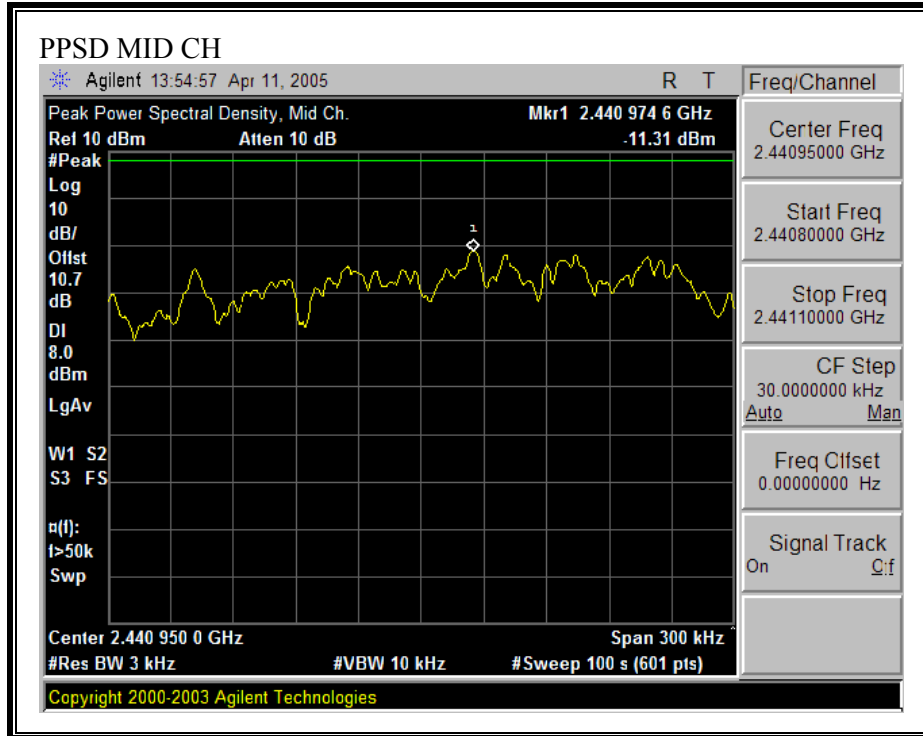 PPSD MID CH
Agilent 13:54:57 Apr 11, 2005 R T
Peak Power Spectral Density, Mid Ch. Mkr1 2.440 974 6 GHz
Ref 10 dBm Atten 10 dB -11.31 dBm
#Peak
Log
10
dB/
Offst
10.7
dB
DI
8.0
dBm
LgAv
W1 S2
S3 FS
¤(f):
f>50k
Swp
1
Center 2.440 950 0 GHz Span 300 kHz
#Res BW 3 kHz #VBW 10 kHz #Sweep 100 s (601 pts)
Copyright 2000-2003 Agilent Technologies
Freq/Channel
Center Freq
2.44095000 GHz
Start Freq
2.44080000 GHz
Stop Freq
2.44110000 GHz
CF Step
30.0000000 kHz
Auto Man
Freq Offset
0.00000000 Hz
Signal Track
On Off